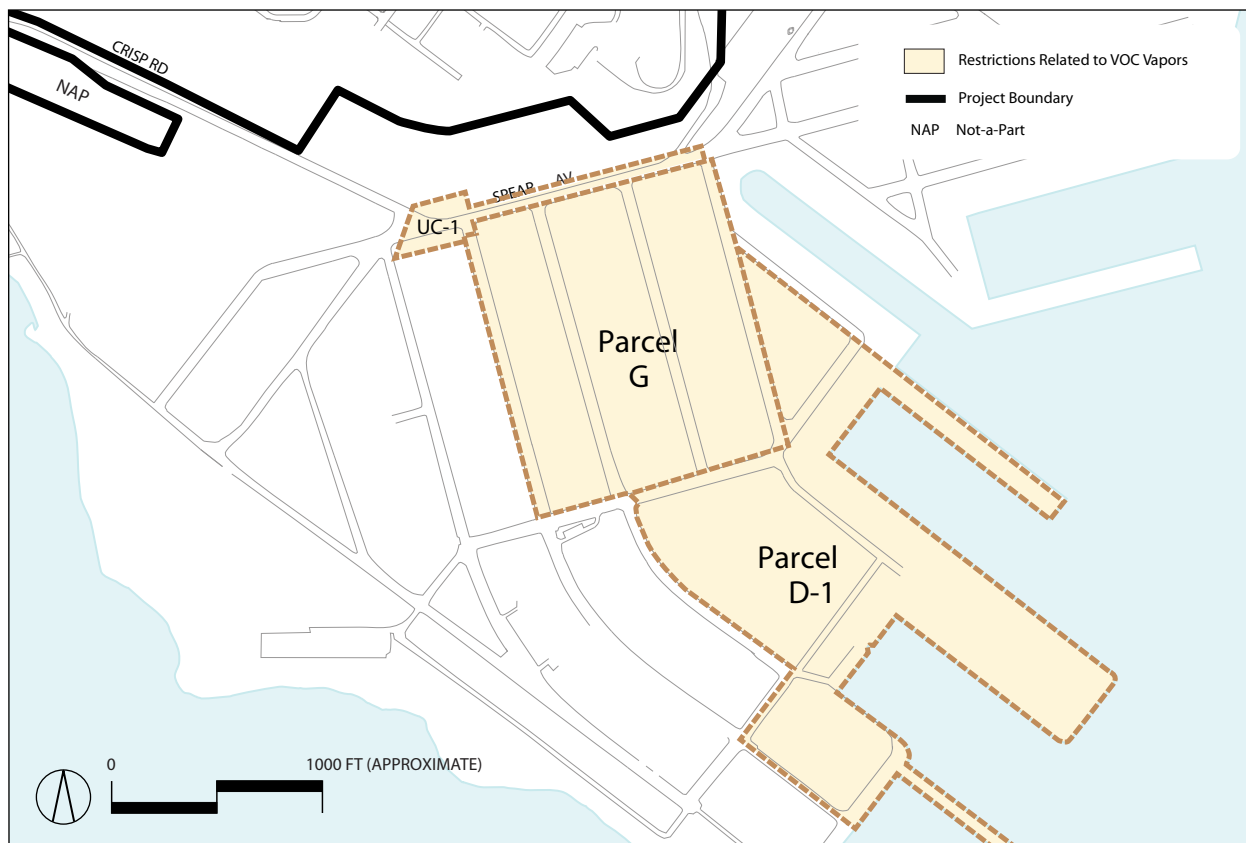 CRISP RD
NAP
Restrictions Related to VOC Vapors
Project Boundary
NAP Not-a-Part
SPEAR AV
UC-1
Parcel
G
Parcel
D-1
0 1000 FT (APPROXIMATE)